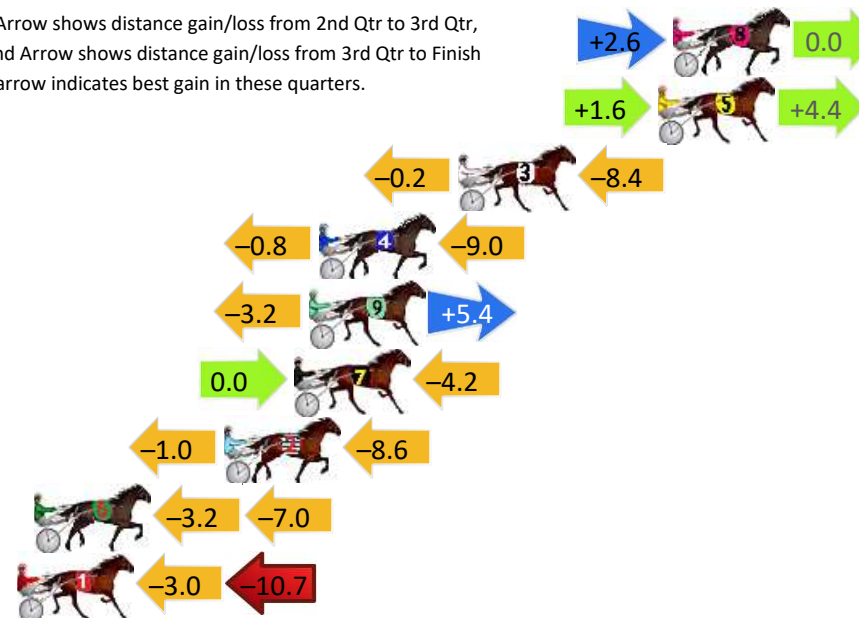 Arrow shows distance gain/loss from 2nd Qtr to 3rd Qtr,
nd Arrow shows distance gain/loss from 3rd Qtr to Finish
arrow indicates best gain in these quarters.
+2.6 8 0.0
+1.6 5 +4.4
–0.2 3 –8.4
–0.8 4 –9.0
–3.2 9 +5.4
0.0 7 –4.2
–1.0 2 –8.6
–3.2 –7.0
1 –3.0 –10.7